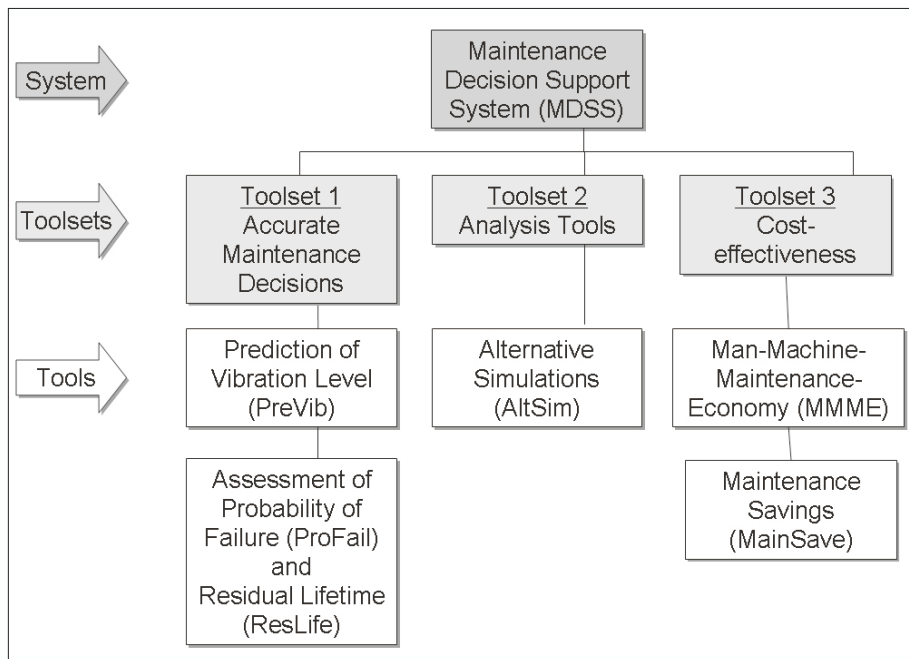 System
Maintenance
Decision Support
System (MDSS)
Toolsets
Toolset 1
Accurate
Maintenance
Decisions
Toolset 2
Analysis Tools
Toolset 3
Cost-
effectiveness
Tools
Prediction of
Vibration Level
(PreVib)
Alternative
Simulations
(AltSim)
Man-Machine-
Maintenance-
Economy (MMME)
Assessment of
Probability of
Failure (ProFail)
and
Residual Lifetime
(ResLife)
Maintenance
Savings
(MainSave)